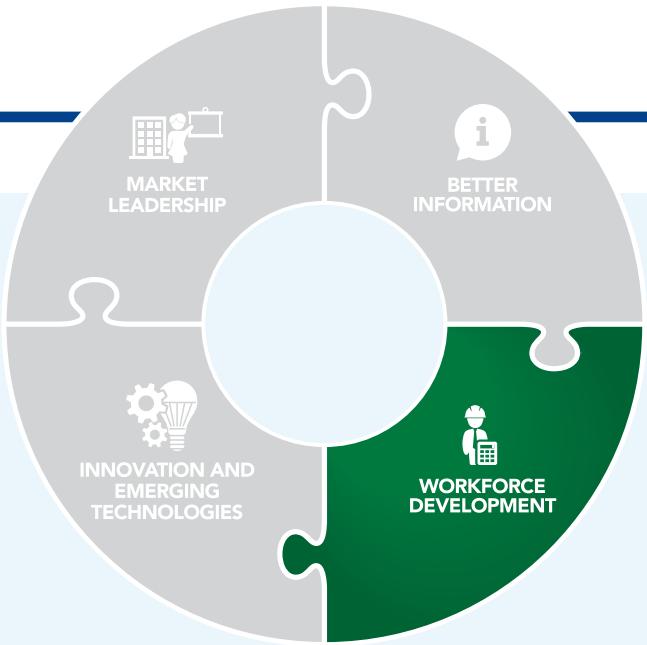 MARKET
LEADERSHIP
BETTER
INFORMATION
INNOVATION AND
EMERGING
TECHNOLOGIES
WORKFORCE
DEVELOPMENT